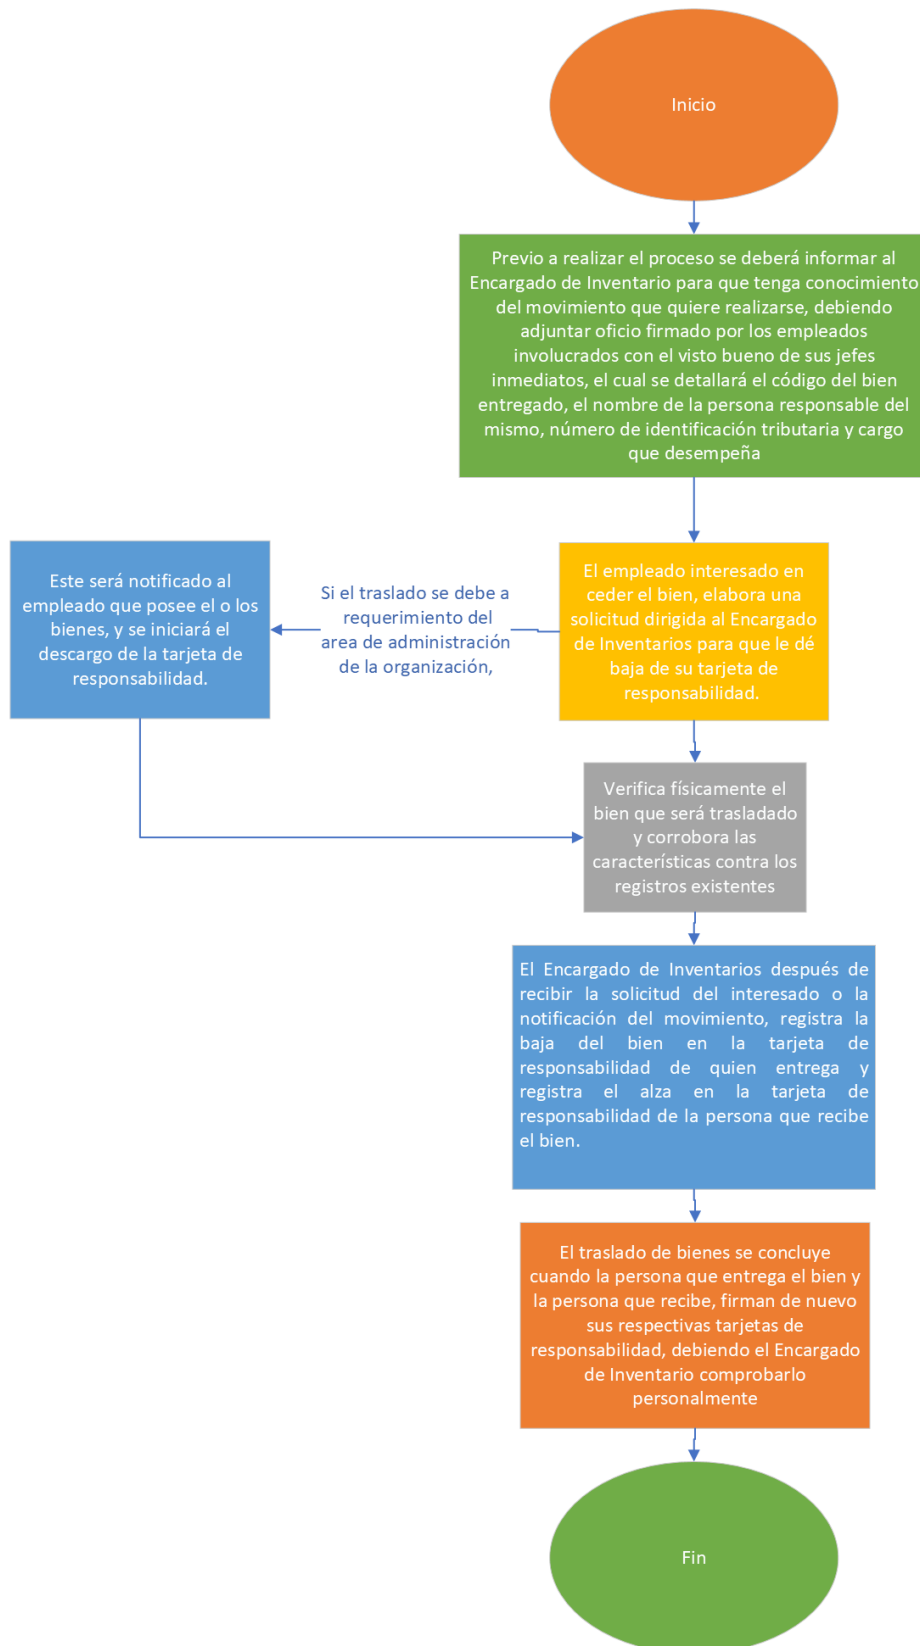 Inicio
Previo a realizar el proceso se deberá informar al
Encargado de Inventario para que tenga conocimiento
del movimiento que quiere realizarse, debiendo
adjuntar oficio firmado por los empleados
involucrados con el visto bueno de sus jefes
inmediatos, el cual se detallará el código del bien
entregado, el nombre de la persona responsable del
mismo, número de identificación tributaria y cargo
que desempeña
El empleado interesado en
ceder el bien, elabora una
solicitud dirigida al Encargado
de Inventarios para que le dé
baja de su tarjeta de
responsabilidad.
Si el traslado se debe a
requerimiento del
area de administración
de la organización,
Este será notificado al
empleado que posee el o los
bienes, y se iniciará el
descargo de la tarjeta de
responsabilidad.
Verifica físicamente el
bien que será trasladado
y corrobora las
características contra los
registros existentes
El Encargado de Inventarios después de
recibir la solicitud del interesado o la
notificación del movimiento, registra la
baja del bien en la tarjeta de
responsabilidad de quien entrega y
registra el alza en la tarjeta de
responsabilidad de la persona que recibe
el bien.
El traslado de bienes se concluye
cuando la persona que entrega el bien y
la persona que recibe, firman de nuevo
sus respectivas tarjetas de
responsabilidad, debiendo el Encargado
de Inventario comprobarlo
personalmente
Fin